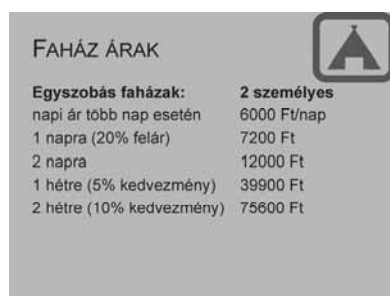 FAHÁZ ÁRAK
Egyszobás faházak: 2 személyes
napi ár több nap esetén 6000 Ft/nap
1 napra (20% felár) 7200 Ft
2 napra 12000 Ft
1 hétre (5% kedvezmény) 39900 Ft
2 hétre (10% kedvezmény) 75600 Ft